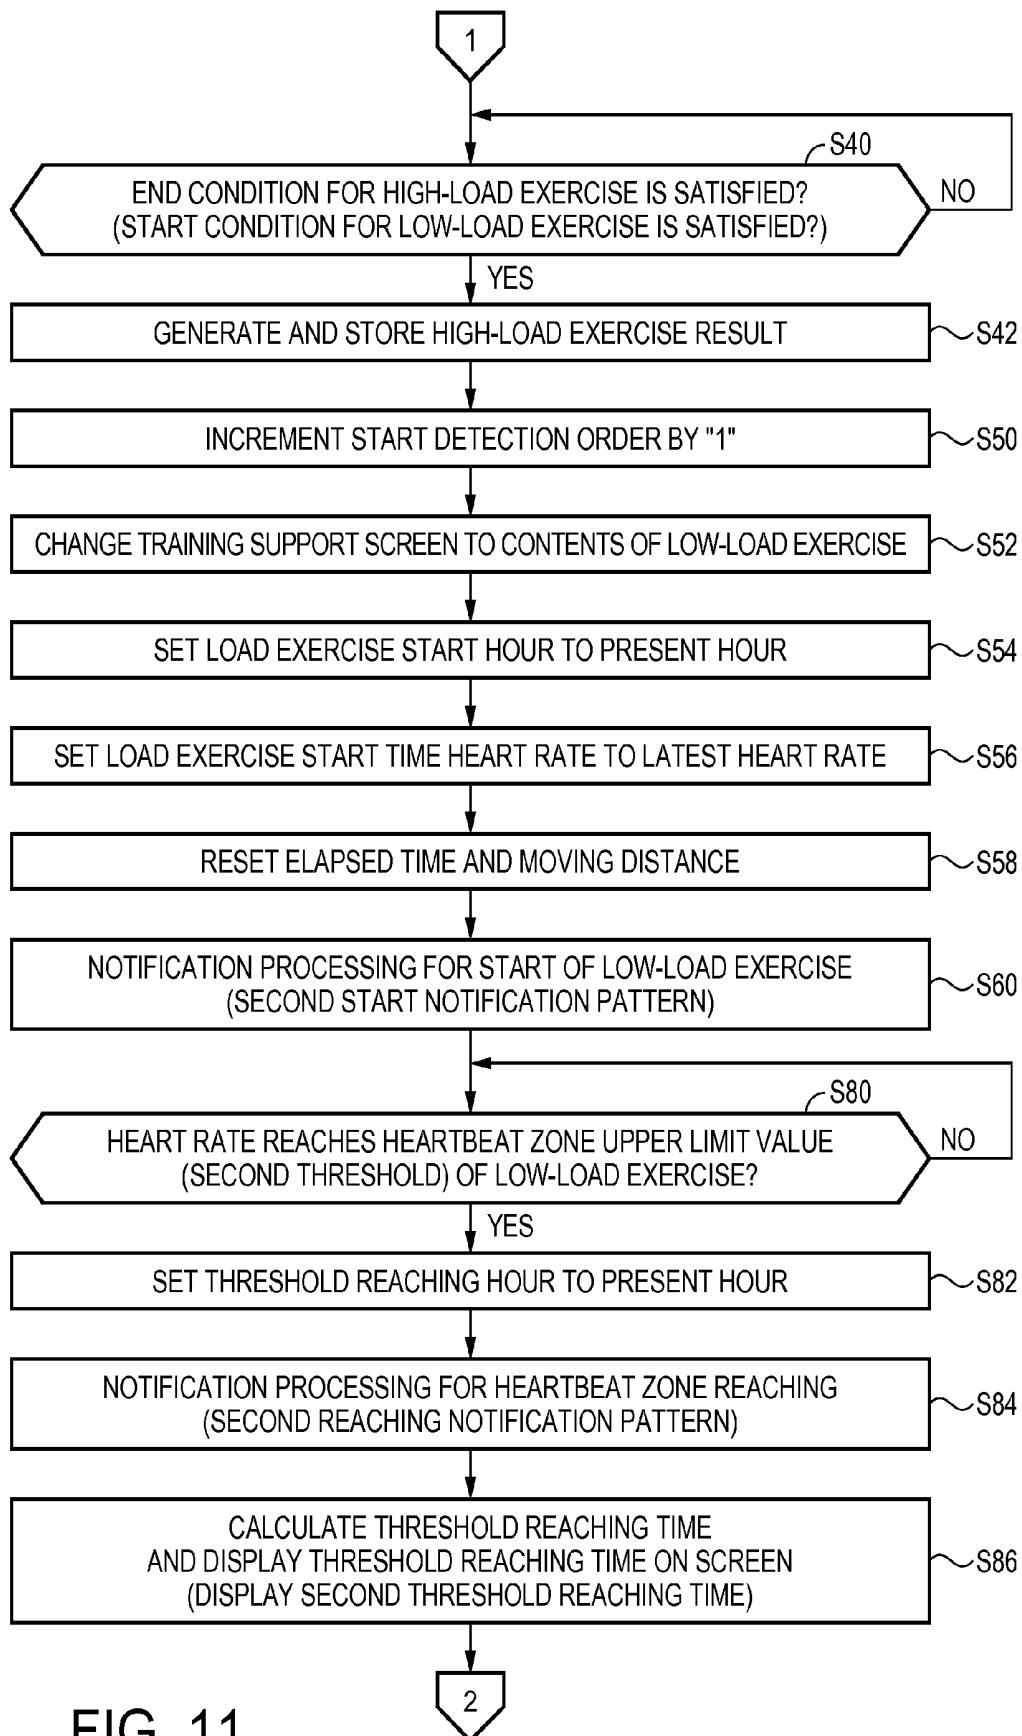 1
S40
END CONDITION FOR HIGH-LOAD EXERCISE IS SATISFIED?
(START CONDITION FOR LOW-LOAD EXERCISE IS SATISFIED?)
NO
YES
GENERATE AND STORE HIGH-LOAD EXERCISE RESULT
S42
INCREMENT START DETECTION ORDER BY "1"
S50
CHANGE TRAINING SUPPORT SCREEN TO CONTENTS OF LOW-LOAD EXERCISE
S52
SET LOAD EXERCISE START HOUR TO PRESENT HOUR
S54
SET LOAD EXERCISE START TIME HEART RATE TO LATEST HEART RATE
S56
RESET ELAPSED TIME AND MOVING DISTANCE
S58
NOTIFICATION PROCESSING FOR START OF LOW-LOAD EXERCISE
(SECOND START NOTIFICATION PATTERN)
S60
S80
HEART RATE REACHES HEARTBEAT ZONE UPPER LIMIT VALUE
(SECOND THRESHOLD) OF LOW-LOAD EXERCISE?
NO
YES
SET THRESHOLD REACHING HOUR TO PRESENT HOUR
S82
NOTIFICATION PROCESSING FOR HEARTBEAT ZONE REACHING
(SECOND REACHING NOTIFICATION PATTERN)
S84
CALCULATE THRESHOLD REACHING TIME
AND DISPLAY THRESHOLD REACHING TIME ON SCREEN
(DISPLAY SECOND THRESHOLD REACHING TIME)
S86
2
FIG. 11